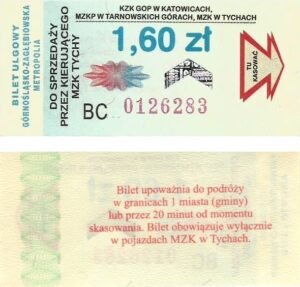 KZK GOP W KATOWICACH,
MZKP W TARNOWSKICH GÓRACH, MZK W TYCHACH
1,60 zł
BILET ULGOWY
GÓRNOŚLĄSKO-ZAGŁĘBIOWSKA
METROPOLIA
DO SPRZEDAŻY
PRZEZ KIERUJĄCEGO
MZK TYCHY
TU
KASOWAĆ
BC 0126283
Bilet upoważnia do podróży
w granicach 1 miasta (gminy)
lub przez 20 minut od momentu
skasowania. Bilet obowiązuje wyłącznie
w pojazdach MZK w Tychach.